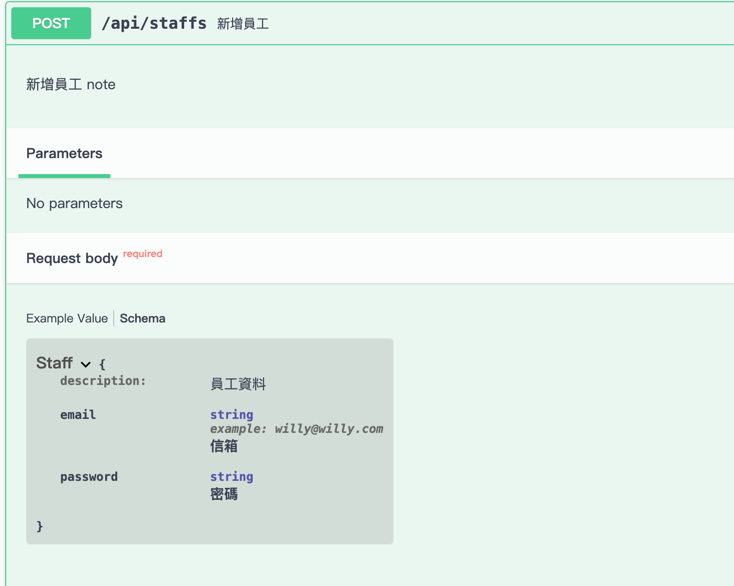 POST /api/staffs 新增員工
新增員工 note
Parameters
No parameters
Request body required
Example Value | Schema
Staff {
description: 員工資料
email string
example: willy@willy.com
信箱
password string
密碼
}